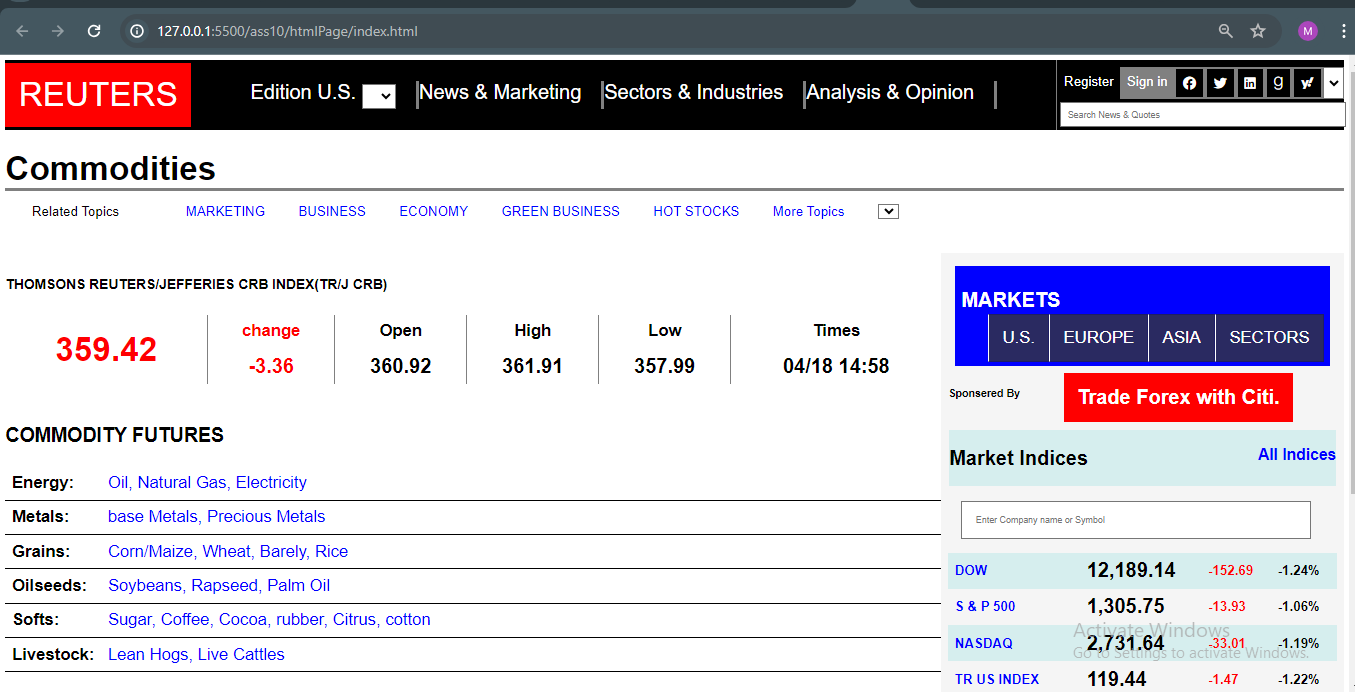 127.0.0.1:5500/ass10/htmlPage/index.html
M
REUTERS
Edition U.S.
News & Marketing
Sectors & Industries
Analysis & Opinion
Register
Sign in
Search News & Quotes
Commodities
Related Topics MARKETING BUSINESS ECONOMY GREEN BUSINESS HOT STOCKS More Topics
THOMSONS REUTERS/JEFFERIES CRB INDEX(TR/J CRB)
359.42
change Open High Low Times
-3.36 360.92 361.91 357.99 04/18 14:58
COMMODITY FUTURES
Energy: Oil, Natural Gas, Electricity
Metals: base Metals, Precious Metals
Grains: Corn/Maize, Wheat, Barely, Rice
Oilseeds: Soybeans, Rapseed, Palm Oil
Softs: Sugar, Coffee, Cocoa, rubber, Citrus, cotton
Livestock: Lean Hogs, Live Cattles
MARKETS
U.S. EUROPE ASIA SECTORS
Sponsered By
Trade Forex with Citi.
Market Indices
All Indices
Enter Company name or Symbol
DOW 12,189.14 -152.69 -1.24%
S & P 500 1,305.75 -13.93 -1.06%
NASDAQ 2,731.64 -33.01 -1.19%
TR US INDEX 119.44 -1.47 -1.22%
Activate Windows
Go to Settings to activate Windows.